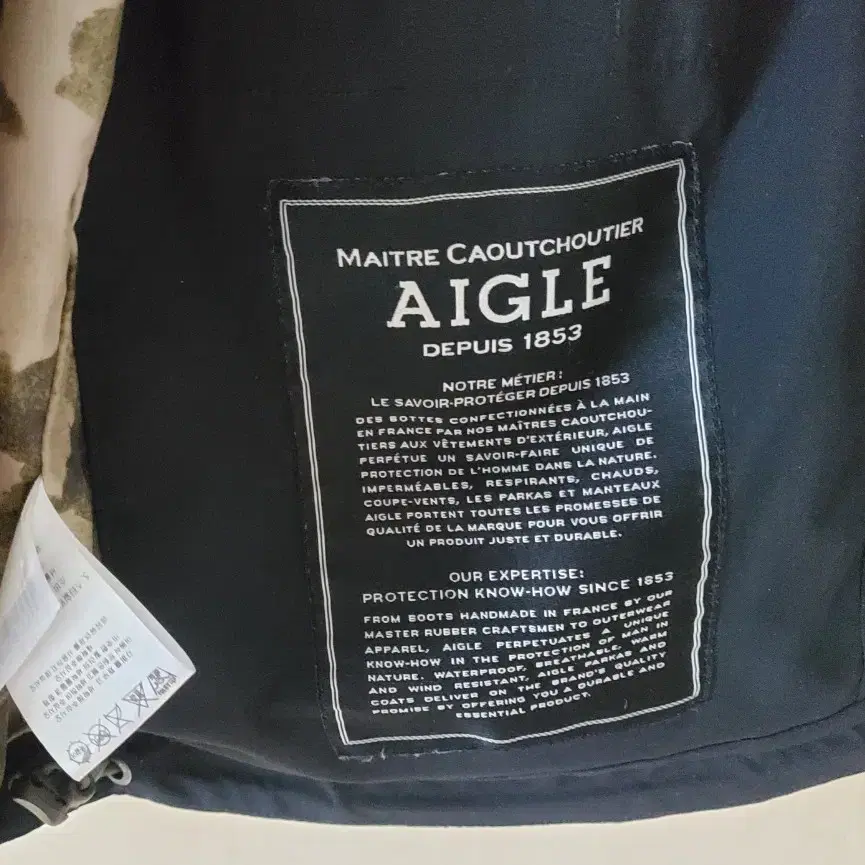 MAITRE CAOUTCHOUTIER
AIGLE
DEPUIS 1853
NOTRE MÉTIER :
LE SAVOIR-PROTÉGER DEPUIS 1853
DES BOTTES CONFECTIONNÉES À LA MAIN
EN FRANCE PAR NOS MAÎTRES CAOUTCHOU-
TIERS AUX VÊTEMENTS D'EXTÉRIEUR, AIGLE
PERPÉTUE UN SAVOIR-FAIRE UNIQUE DE
PROTECTION DE L'HOMME DANS LA NATURE.
IMPERMÉABLES, RESPIRANTS, CHAUDS,
COUPE-VENTS, LES PARKAS ET MANTEAUX
AIGLE PORTENT TOUTES LES PROMESSES DE
QUALITÉ DE LA MARQUE POUR VOUS OFFRIR
UN PRODUIT JUSTE ET DURABLE.
OUR EXPERTISE:
PROTECTION KNOW-HOW SINCE 1853
FROM BOOTS HANDMADE IN FRANCE BY OUR
MASTER RUBBER CRAFTSMEN TO OUTERWEAR
APPAREL, AIGLE PERPETUATES A UNIQUE
KNOW-HOW IN THE PROTECTION OF MAN IN
NATURE. WATERPROOF, BREATHABLE, WARM
AND WIND RESISTANT, AIGLE PARKAS AND
COATS DELIVER ON THE BRAND'S QUALITY
PROMISE BY OFFERING YOU A DURABLE AND
ESSENTIAL PRODUCT.